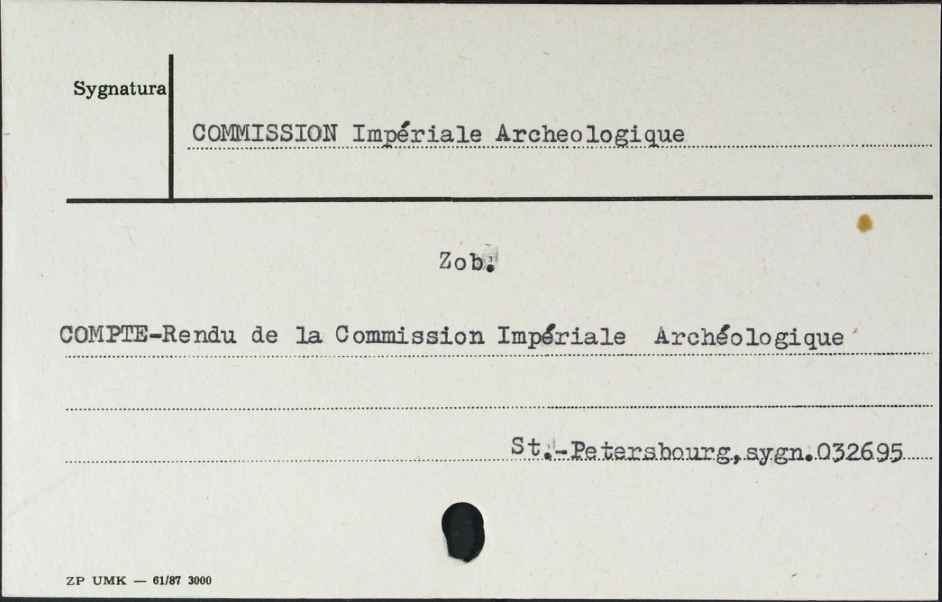 Sygnatura
COMMISSION Impériale Archeologique
Zob.
COMPTE-Rendu de la Commission Impériale Archéologique
St.-Petersbourg,sygn.032695
ZP UMK — 61/87 3000